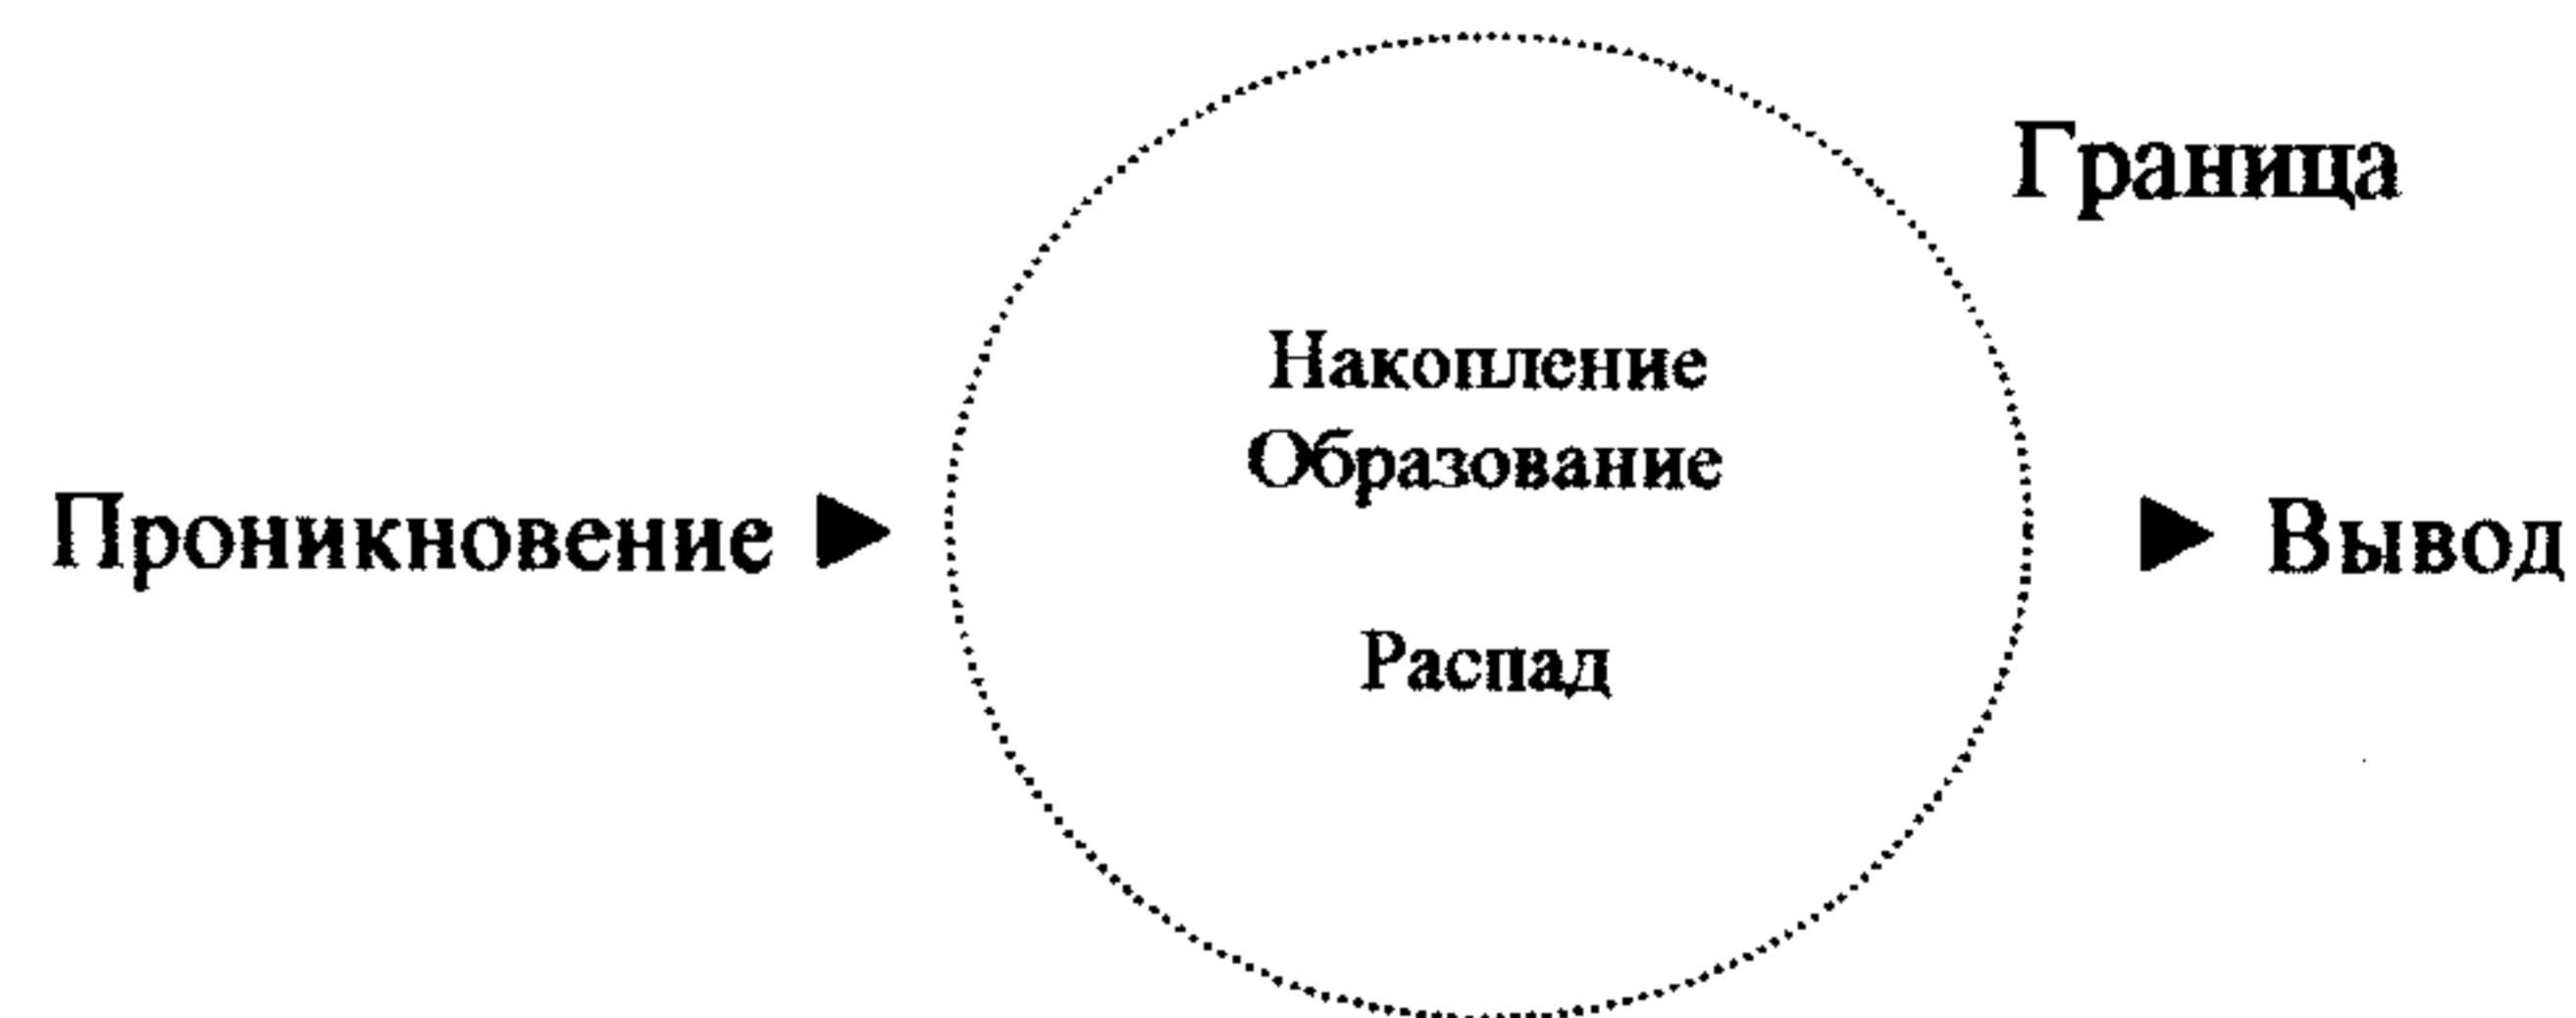 Граница
Накопление
Образование
Проникновение
Вывод
Распад